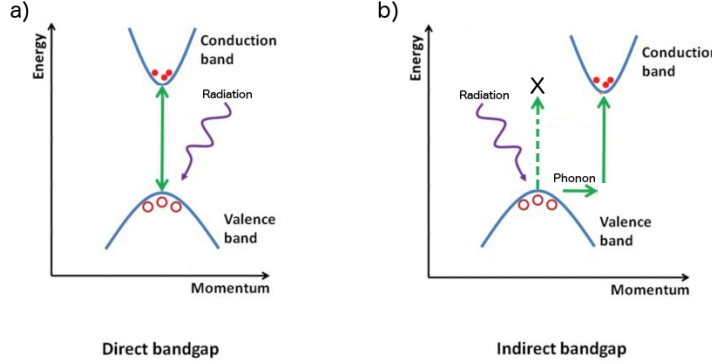 a)
Energy
Conduction
band
Radiation
Valence
band
Momentum
Direct bandgap
b)
Energy
X
Conduction
band
Radiation
Phonon
Valence
band
Momentum
Indirect bandgap